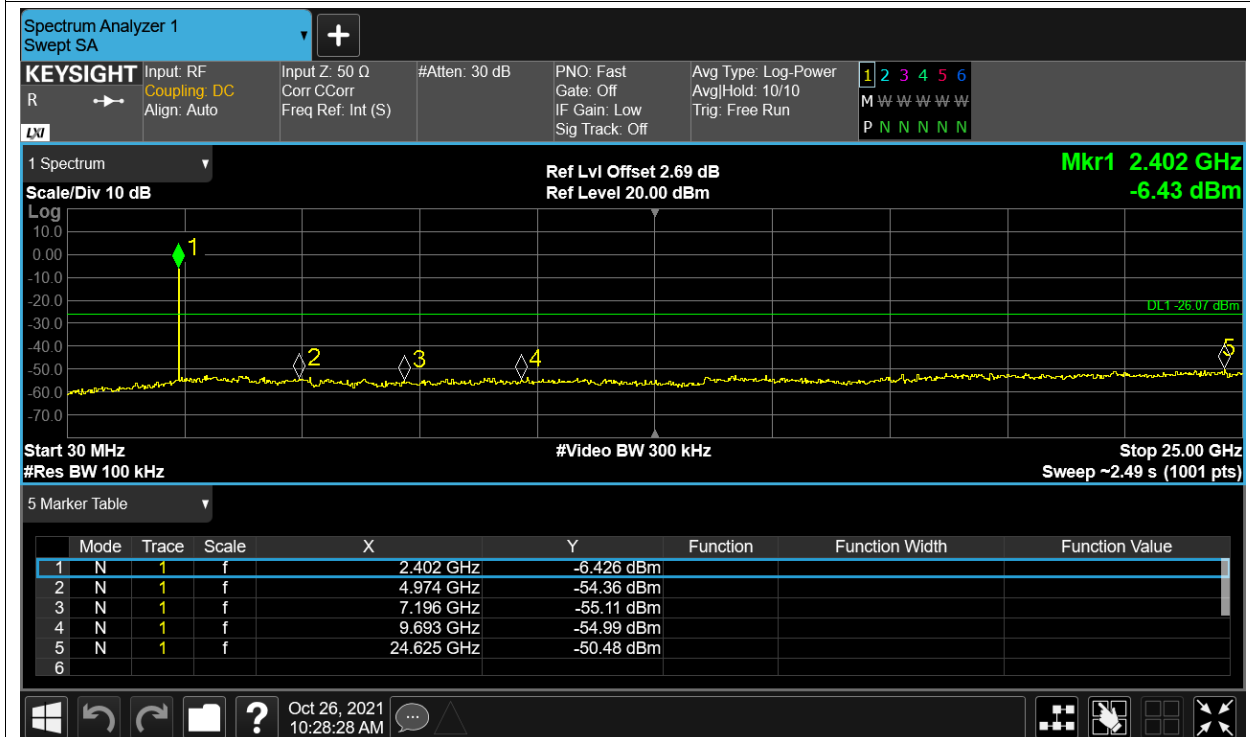 Spectrum Analyzer 1
Swept SA
+
KEYSIGHT Input: RF Input Z: 50 Ω #Atten: 30 dB PNO: Fast Avg Type: Log-Power 1 2 3 4 5 6
R Coupling: DC Corr CCorr Gate: Off Avg|Hold: 10/10 M W W W W W
Align: Auto Freq Ref: Int (S) IF Gain: Low Trig: Free Run
LXI Sig Track: Off P N N N N N
1 Spectrum Ref Lvl Offset 2.69 dB Mkr1 2.402 GHz
Scale/Div 10 dB Ref Level 20.00 dBm -6.43 dBm
Log
10.0
1
0.00
-10.0
-20.0
DL1 -26.07 dBm
-30.0
-40.0
2 3 4 5
-50.0
-60.0
-70.0
Start 30 MHz #Video BW 300 kHz Stop 25.00 GHz
#Res BW 100 kHz Sweep ~2.49 s (1001 pts)
5 Marker Table
Mode Trace Scale X Y Function Function Width Function Value
1 N 1 f 2.402 GHz -6.426 dBm
2 N 1 f 4.974 GHz -54.36 dBm
3 N 1 f 7.196 GHz -55.11 dBm
4 N 1 f 9.693 GHz -54.99 dBm
5 N 1 f 24.625 GHz -50.48 dBm
6
? Oct 26, 2021
10:28:28 AM